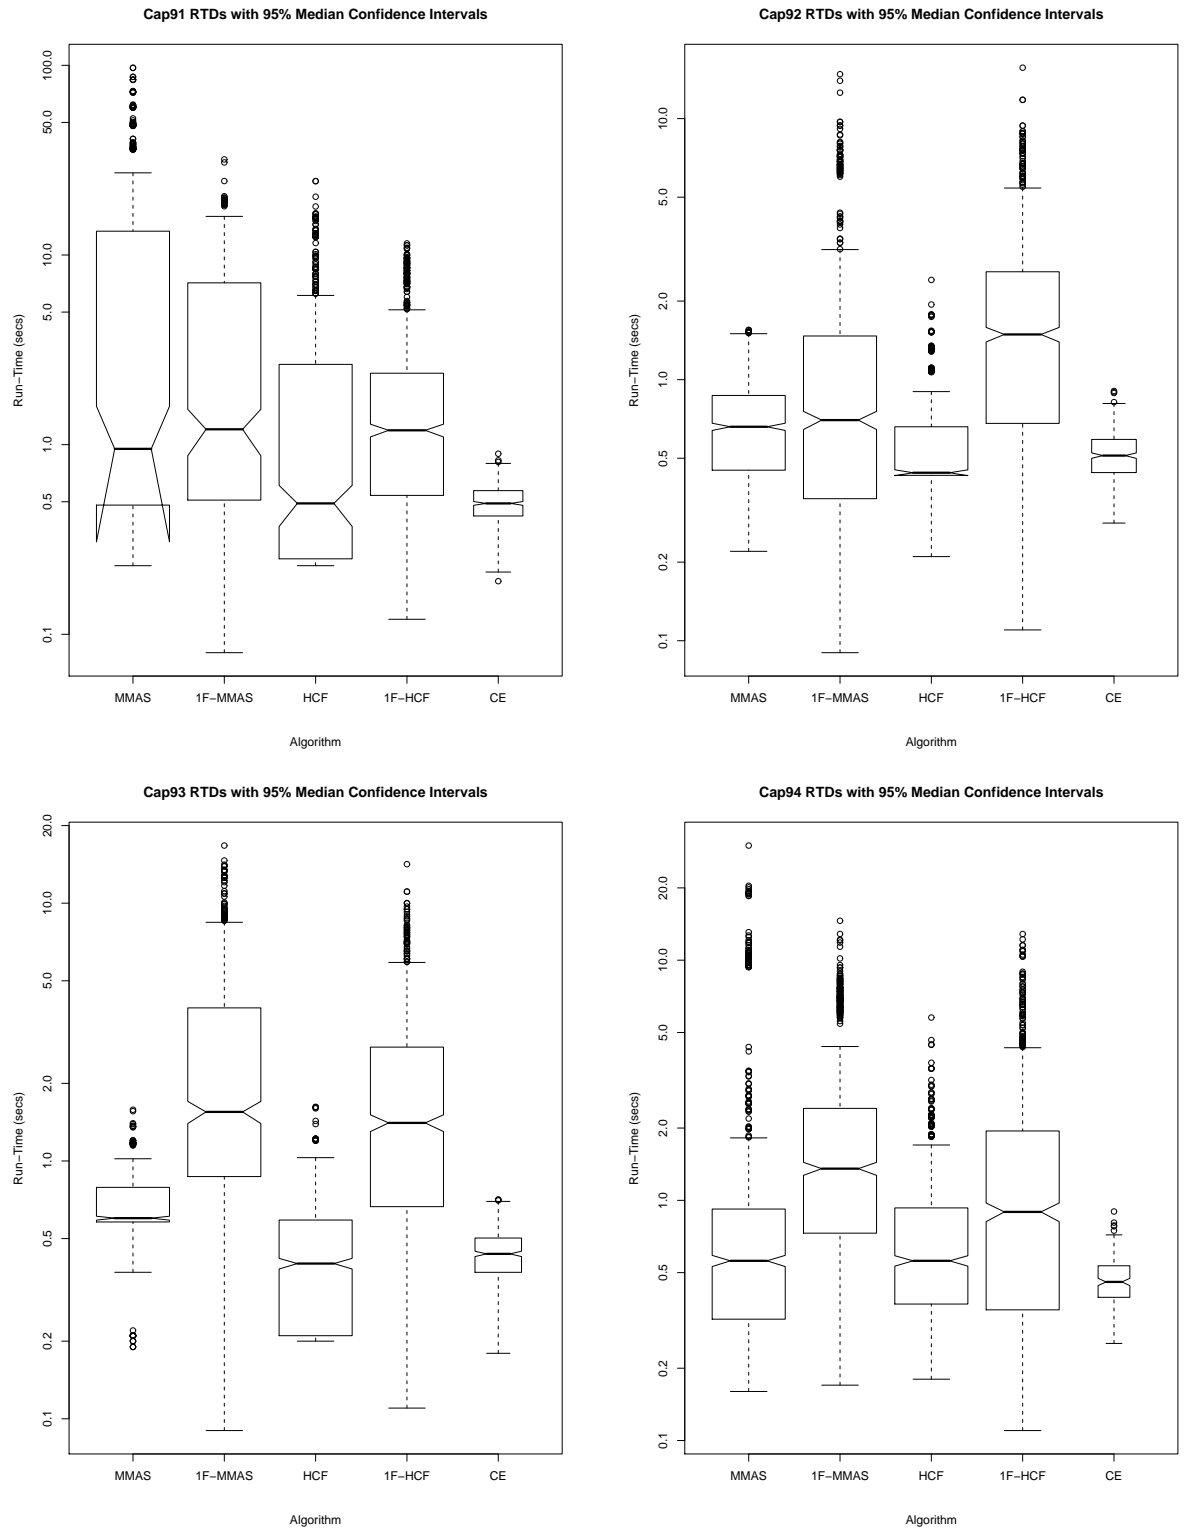 Cap91 RTDs with 95% Median Confidence Intervals
Run−Time (secs)
100.0
50.0
10.0
5.0
1.0
0.5
0.1
MMAS 1F−MMAS HCF 1F−HCF CE
Algorithm
Cap92 RTDs with 95% Median Confidence Intervals
Run−Time (secs)
10.0
5.0
2.0
1.0
0.5
0.2
0.1
MMAS 1F−MMAS HCF 1F−HCF CE
Algorithm
Cap93 RTDs with 95% Median Confidence Intervals
Run−Time (secs)
20.0
10.0
5.0
2.0
1.0
0.5
0.2
0.1
MMAS 1F−MMAS HCF 1F−HCF CE
Algorithm
Cap94 RTDs with 95% Median Confidence Intervals
Run−Time (secs)
20.0
10.0
5.0
2.0
1.0
0.5
0.2
0.1
MMAS 1F−MMAS HCF 1F−HCF CE
Algorithm